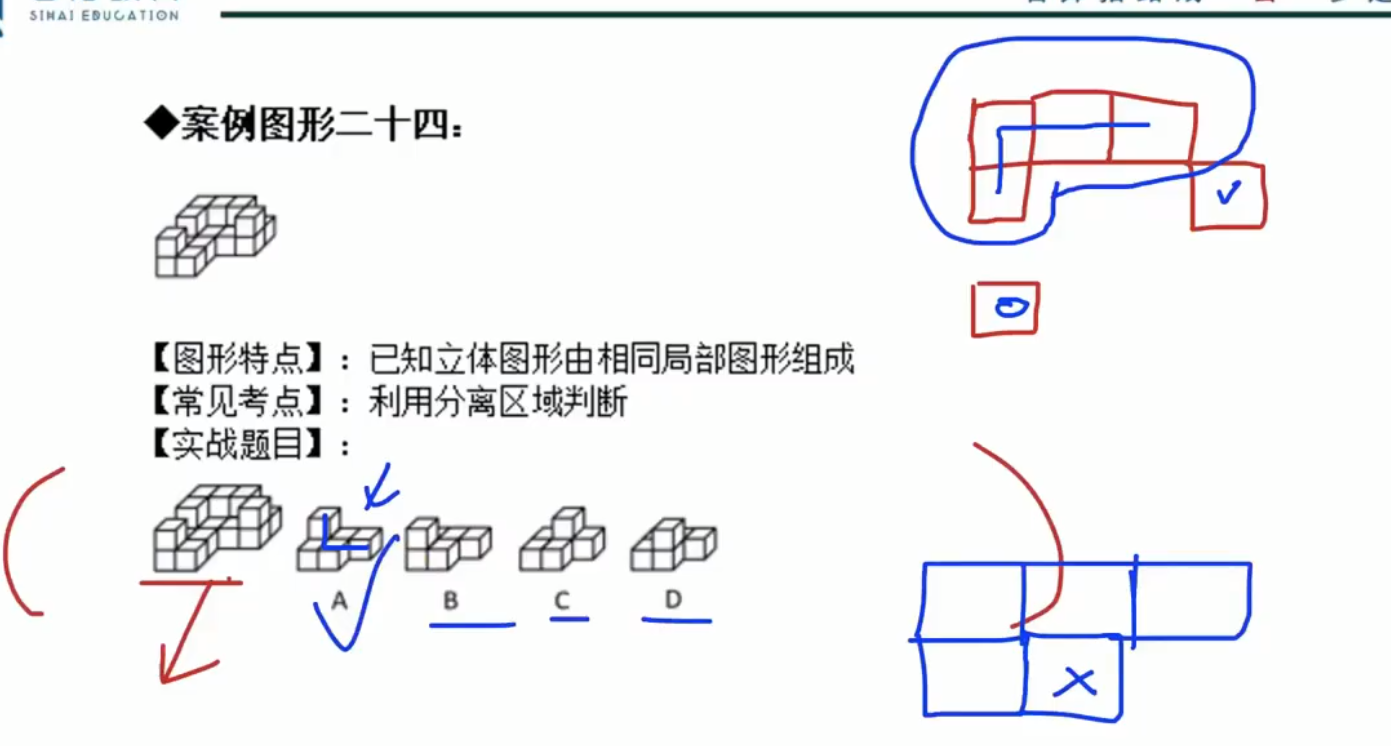 SIHAI EDUCATION
◆案例图形二十四：
【图形特点】：已知立体图形由相同局部图形组成
【常见考点】：利用分离区域判断
【实战题目】：
A B C D